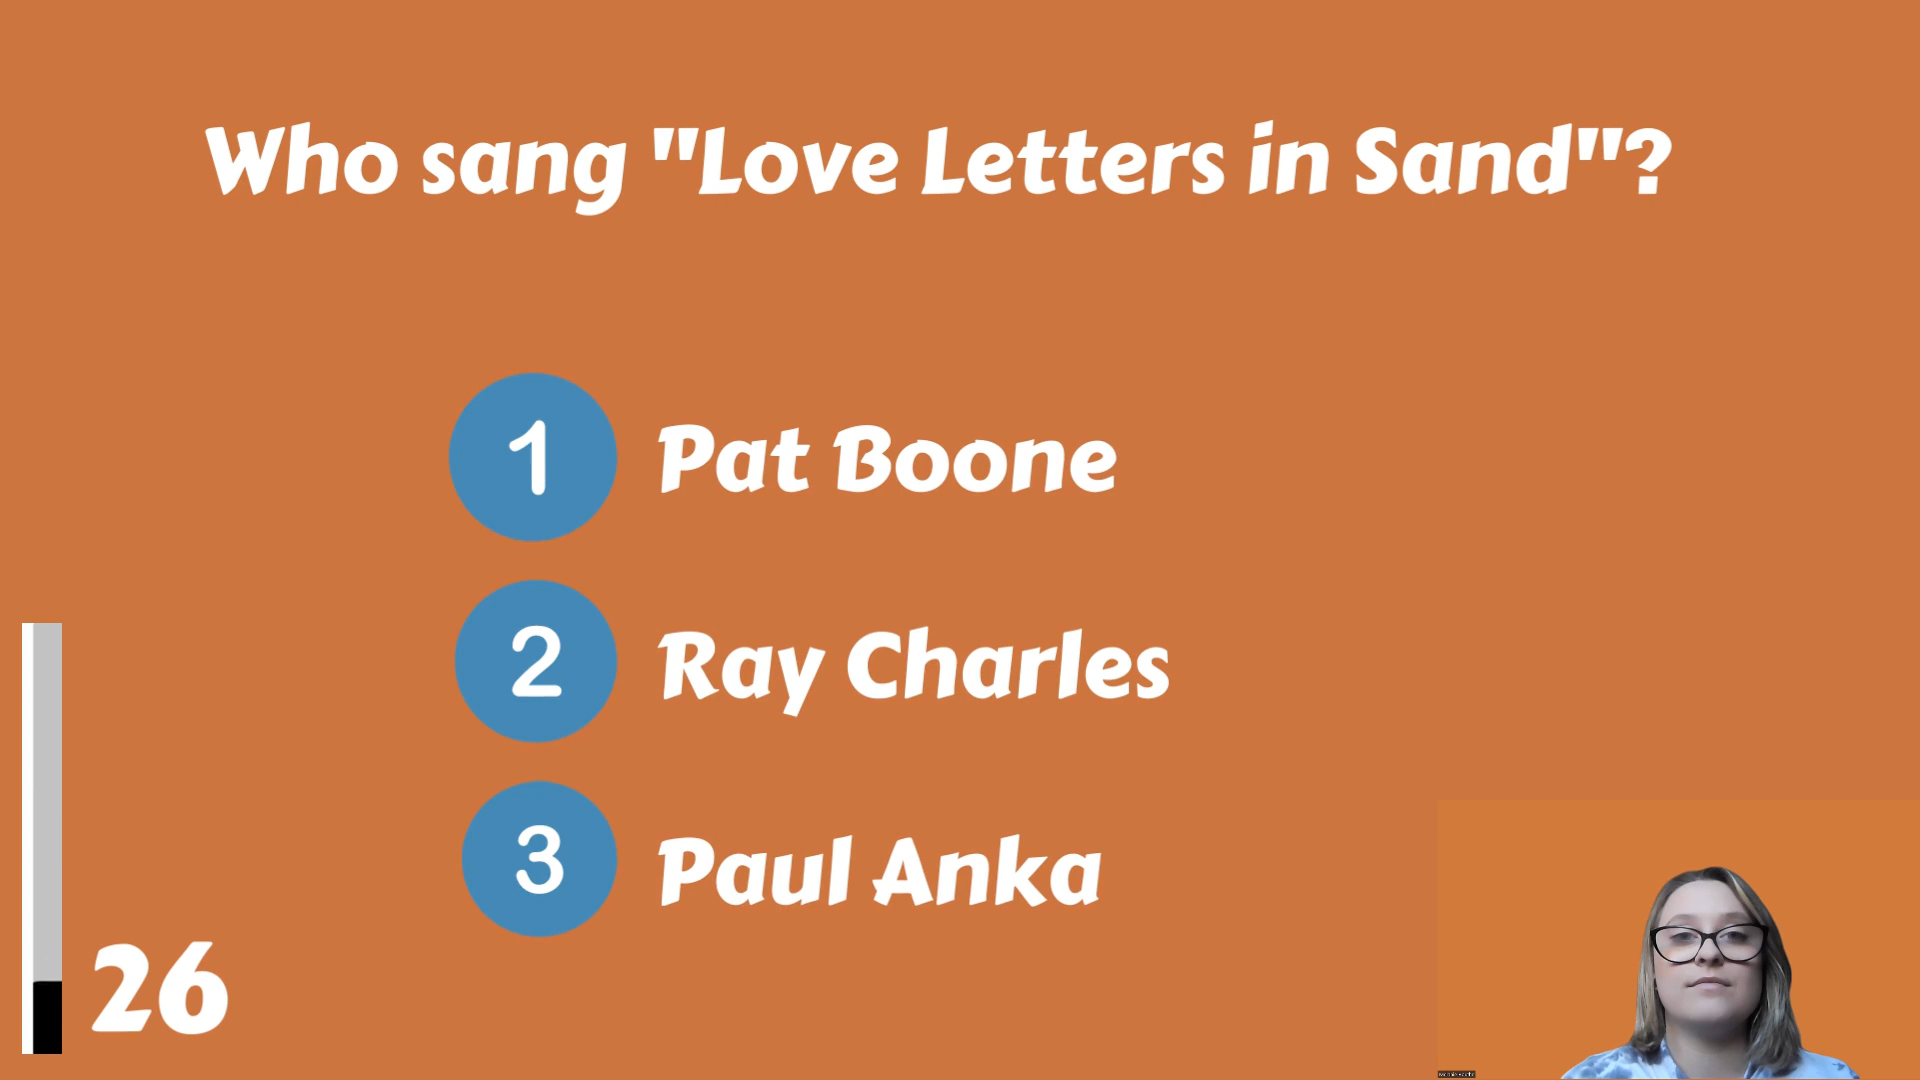 Who sang "Love Letters in Sand"?
1 Pat Boone
2 Ray Charles
3 Paul Anka
26